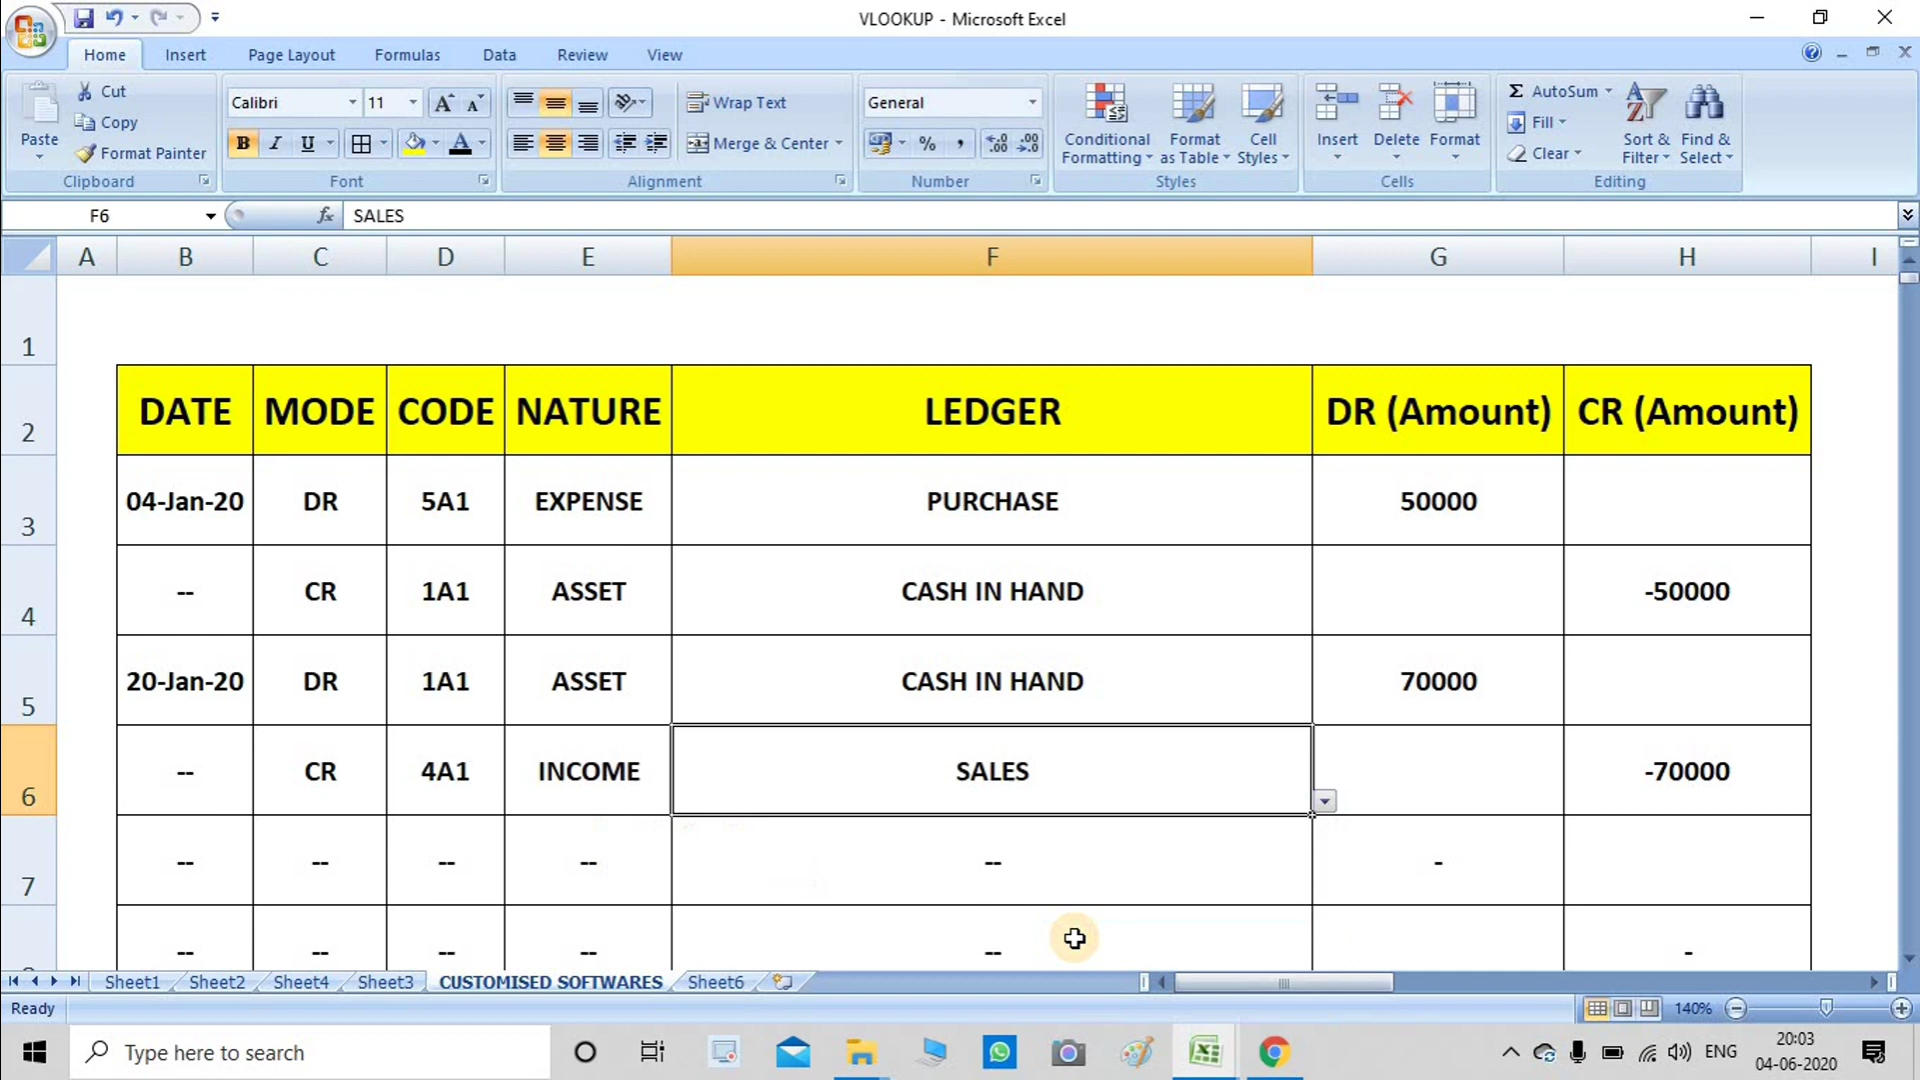 VLOOKUP - Microsoft Excel
Home Insert Page Layout Formulas Data Review View
Paste Cut Copy Format Painter Clipboard
Calibri 11 A A B I U A Font
Wrap Text Merge & Center Alignment
General % , .0 .00 .00 .0 Number
Conditional Formatting Format as Table Cell Styles Styles
Insert Delete Format Cells
Σ AutoSum Fill Clear Sort & Filter Find & Select Editing
F6 fx SALES
A B C D E F G H I
1
2 DATE MODE CODE NATURE LEDGER DR (Amount) CR (Amount)
3 04-Jan-20 DR 5A1 EXPENSE PURCHASE 50000
4 -- CR 1A1 ASSET CASH IN HAND -50000
5 20-Jan-20 DR 1A1 ASSET CASH IN HAND 70000
6 -- CR 4A1 INCOME SALES -70000
7 -- -- -- -- -- -
-- -- -- -- -- -
Sheet1 Sheet2 Sheet4 Sheet3 CUSTOMISED SOFTWARES Sheet6
Ready 140%
Type here to search ENG 20:03
04-06-2020